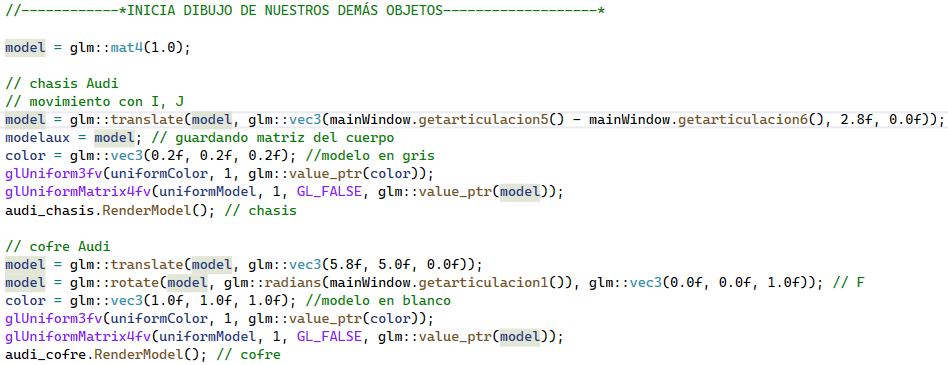 //------------*INICIA DIBUJO DE NUESTROS DEMÁS OBJETOS-------------------*
model = glm::mat4(1.0);
// chasis Audi
// movimiento con I, J
model = glm::translate(model, glm::vec3(mainWindow.getarticulacion5() - mainWindow.getarticulacion6(), 2.8f, 0.0f));
modelaux = model; // guardando matriz del cuerpo
color = glm::vec3(0.2f, 0.2f, 0.2f); //modelo en gris
glUniform3fv(uniformColor, 1, glm::value_ptr(color));
glUniformMatrix4fv(uniformModel, 1, GL_FALSE, glm::value_ptr(model));
audi_chasis.RenderModel(); // chasis
// cofre Audi
model = glm::translate(model, glm::vec3(5.8f, 5.0f, 0.0f));
model = glm::rotate(model, glm::radians(mainWindow.getarticulacion1()), glm::vec3(0.0f, 0.0f, 1.0f)); // F
color = glm::vec3(1.0f, 1.0f, 1.0f); //modelo en blanco
glUniform3fv(uniformColor, 1, glm::value_ptr(color));
glUniformMatrix4fv(uniformModel, 1, GL_FALSE, glm::value_ptr(model));
audi_cofre.RenderModel(); // cofre